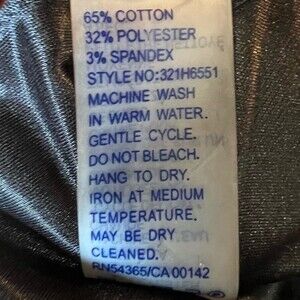 65% COTTON
32% POLYESTER
3% SPANDEX
STYLE NO:321H6551
MACHINE WASH
IN WARM WATER.
GENTLE CYCLE.
DO NOT BLEACH.
HANG TO DRY.
IRON AT MEDIUM
TEMPERATURE.
MAY BE DRY
CLEANED.
RN54365/CA 00142